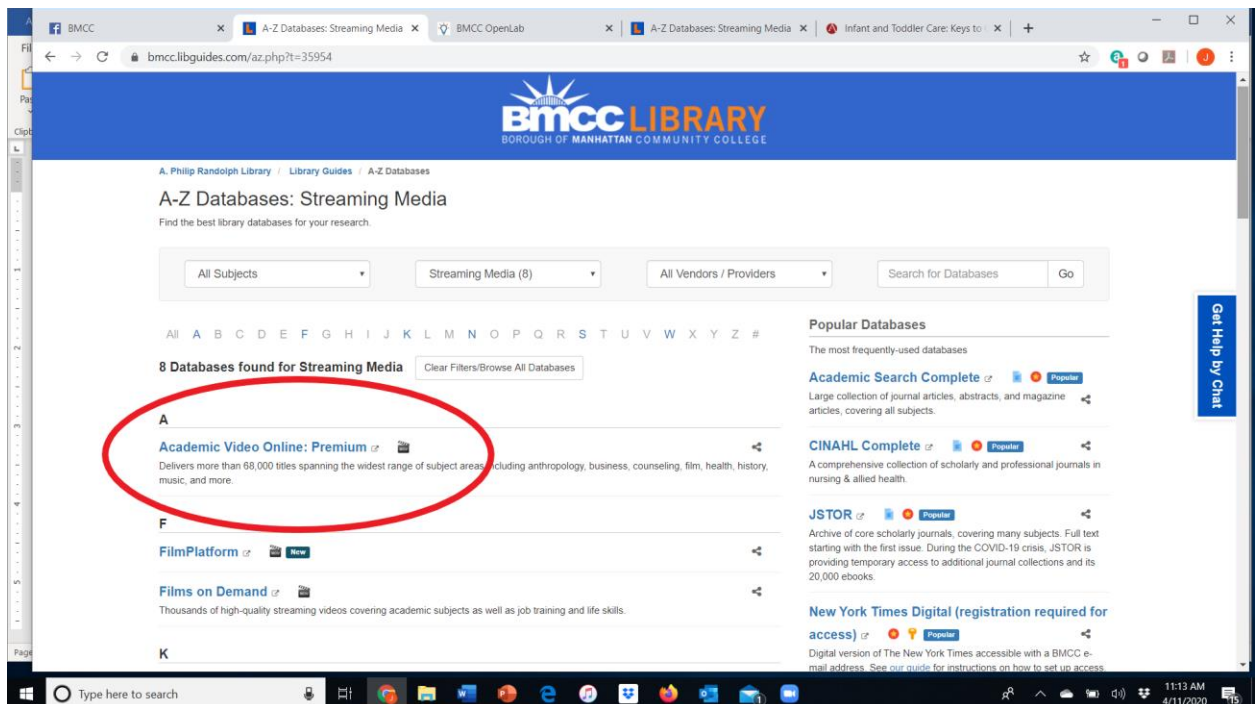 BMCC
A-Z Databases: Streaming Media
BMCC OpenLab
A-Z Databases: Streaming Media
Infant and Toddler Care: Keys to
bmcc.libguides.com/az.php?t=35954
BMCC LIBRARY
BOROUGH OF MANHATTAN COMMUNITY COLLEGE
A. Philip Randolph Library / Library Guides / A-Z Databases
A-Z Databases: Streaming Media
Find the best library databases for your research.
All Subjects
Streaming Media (8)
All Vendors / Providers
Search for Databases
Go
All A B C D E F G H I J K L M N O P Q R S T U V W X Y Z #
8 Databases found for Streaming Media
Clear Filters/Browse All Databases
A
Academic Video Online: Premium
Delivers more than 68,000 titles spanning the widest range of subject areas including anthropology, business, counseling, film, health, history,
music, and more.
F
FilmPlatform New
Films on Demand
Thousands of high-quality streaming videos covering academic subjects as well as job training and life skills.
K
Popular Databases
The most frequently-used databases
Academic Search Complete Popular
Large collection of journal articles, abstracts, and magazine
articles, covering all subjects.
CINAHL Complete Popular
A comprehensive collection of scholarly and professional journals in
nursing & allied health.
JSTOR Popular
Archive of core scholarly journals, covering many subjects. Full text
starting with the first issue. During the COVID-19 crisis, JSTOR is
providing temporary access to additional journal collections and its
20,000 ebooks.
New York Times Digital (registration required for
access) Popular
Digital version of The New York Times accessible with a BMCC e-
mail address. See our guide for instructions on how to set up access.
Get Help by Chat
Fil
Pas
Clipb
Page
Type here to search
11:13 AM
4/11/2020
15